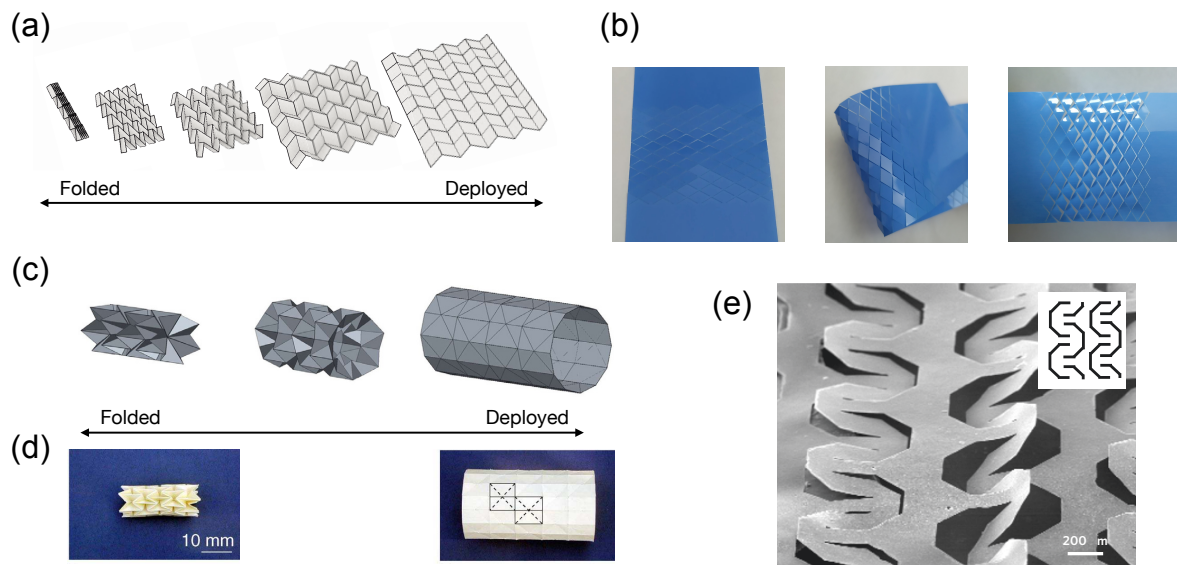 (a)
(b)
Folded
Deployed
(c)
(e)
Folded
Deployed
(d)
10 mm
200 m